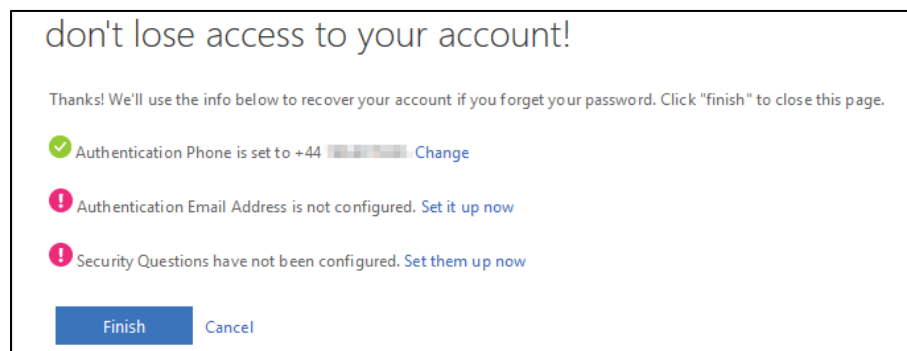 don't lose access to your account!
Thanks! We'll use the info below to recover your account if you forget your password. Click "finish" to close this page.
Authentication Phone is set to +44 Change
Authentication Email Address is not configured. Set it up now
Security Questions have not been configured. Set them up now
Finish Cancel